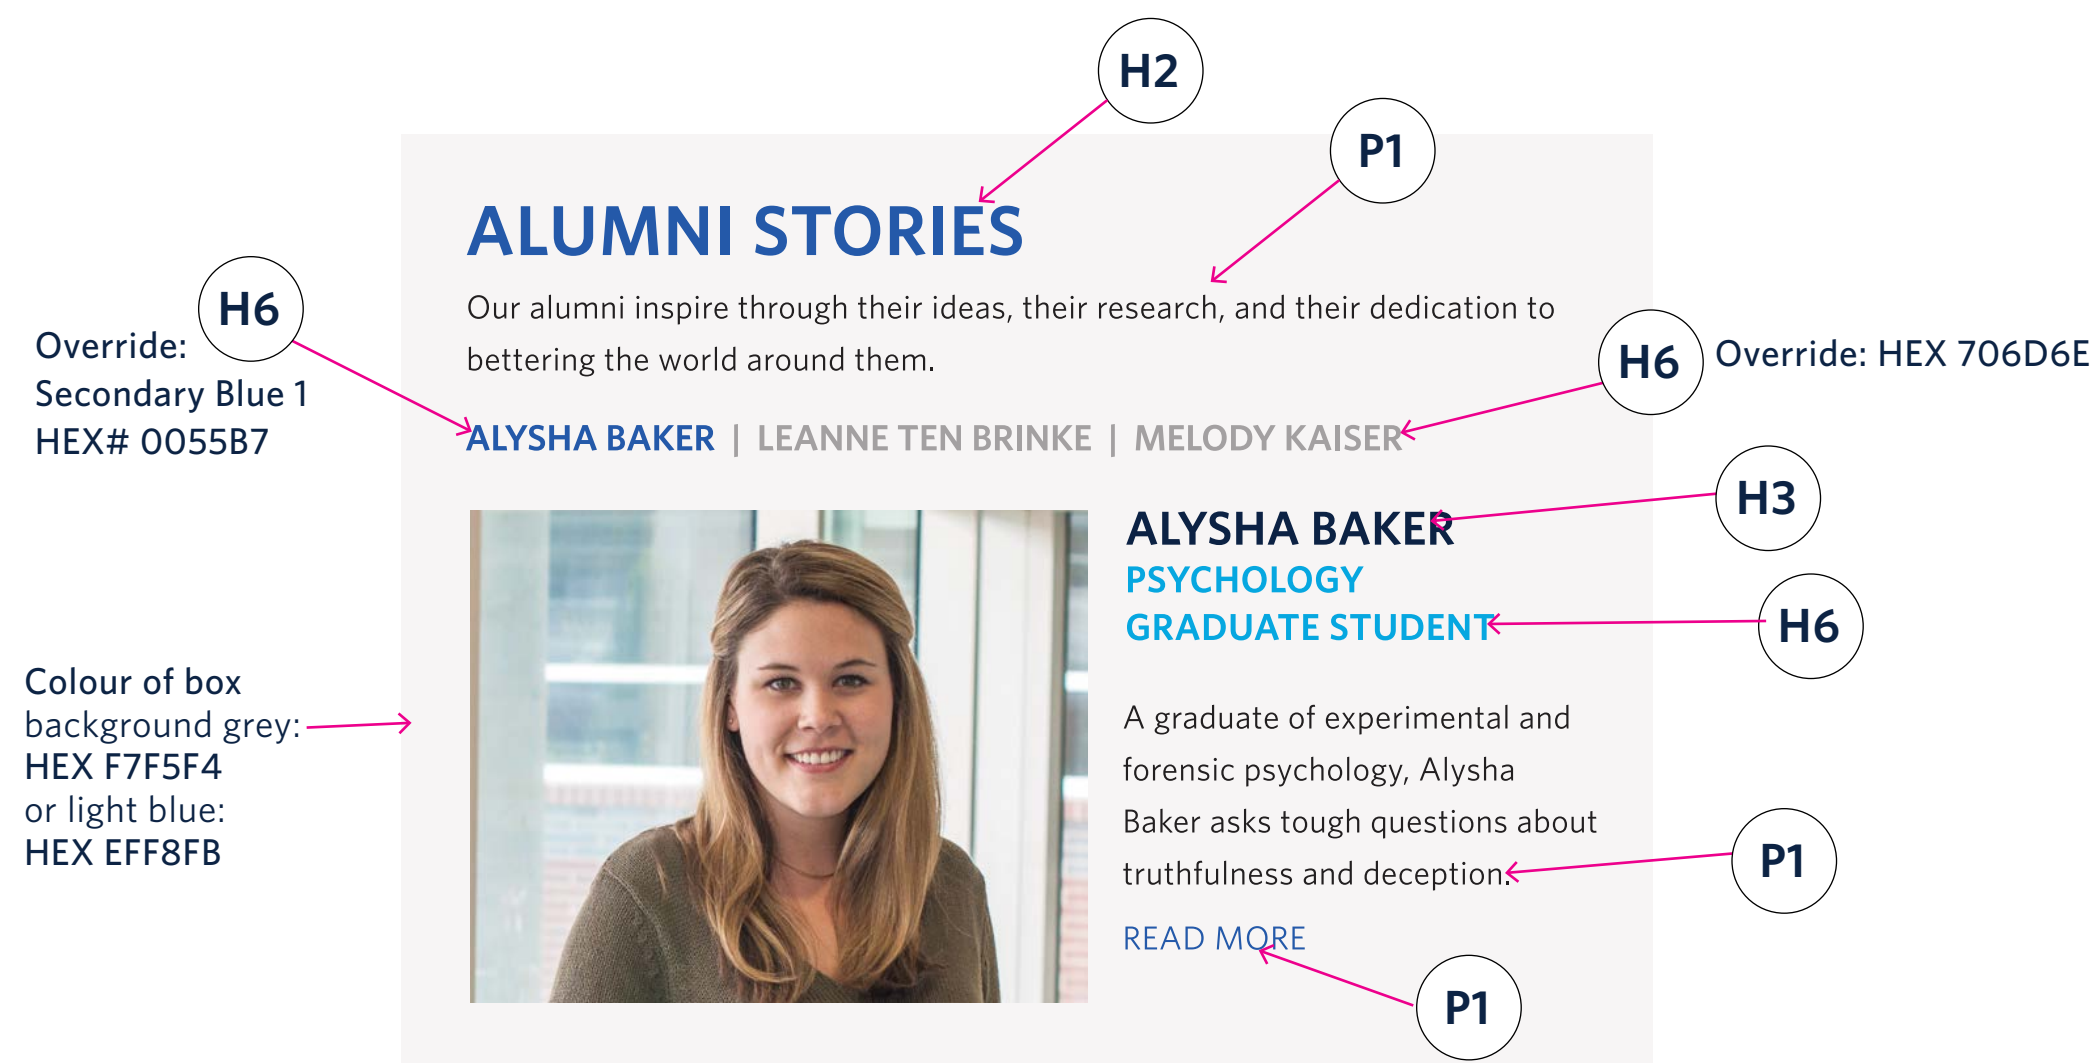 H2
P1
ALUMNI STORIES
Our alumni inspire through their ideas, their research, and their dedication to
bettering the world around them.
H6
Override:
Secondary Blue 1
HEX# 0055B7
H6
Override: HEX 706D6E
ALYSHA BAKER | LEANNE TEN BRINKE | MELODY KAISER
H3
ALYSHA BAKER
PSYCHOLOGY
GRADUATE STUDENT
H6
Colour of box
background grey:
HEX F7F5F4
or light blue:
HEX EFF8FB
A graduate of experimental and
forensic psychology, Alysha
Baker asks tough questions about
truthfulness and deception.
P1
READ MORE
P1